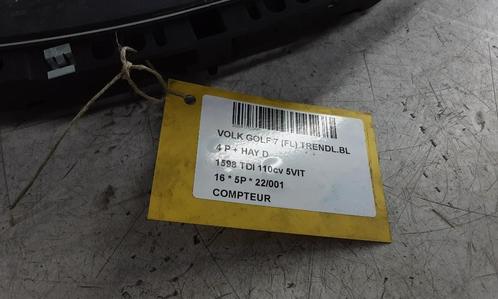 VOLK GOLF 7 (FL) TRENDL.BL
4 P + HAY D
1598 TDI 110cv 5VIT
16 * 5P * 22/001
COMPTEUR